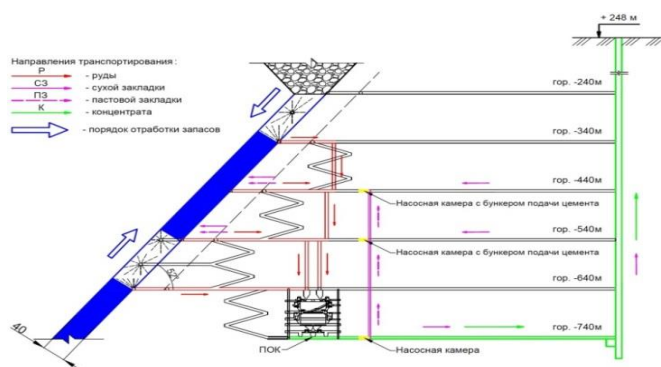 + 248 м
Направления транспортирования :
Р - руды
СЗ - сухой закладки
ПЗ - пастовой закладки
К - концентрата
- порядок отработки запасов
гор. -240м
гор. -340м
гор. -440м
Насосная камера с бункером подачи цемента
гор. -540м
Насосная камера с бункером подачи цемента
52°
гор. -640м
гор. -740м
40
ПОК
Насосная камера